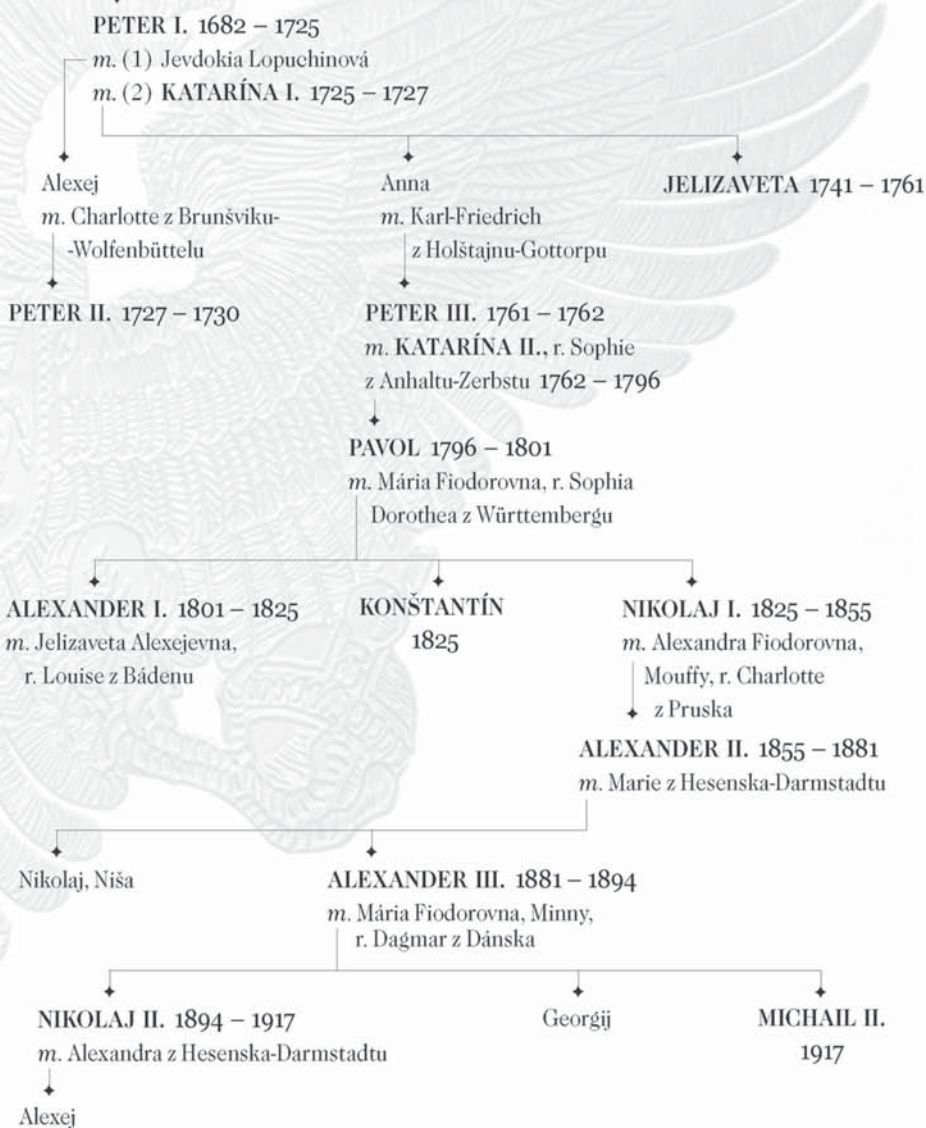 PETER I. 1682 – 1725
m. (1) Jevdokia Lopuchinová
m. (2) KATARÍNA I. 1725 – 1727
Alexej
m. Charlotte z Brunšviku-
-Wolfenbüttelu
Anna
m. Karl-Friedrich
z Holštajnu-Gottorpu
JELIZAVETA 1741 – 1761
PETER II. 1727 – 1730
PETER III. 1761 – 1762
m. KATARÍNA II., r. Sophie
z Anhaltu-Zerbstu 1762 – 1796
PAVOL 1796 – 1801
m. Mária Fiodorovna, r. Sophia
Dorothea z Württembergu
ALEXANDER I. 1801 – 1825
m. Jelizaveta Alexejevna,
r. Louise z Bádenu
KONŠTANTÍN
1825
NIKOLAJ I. 1825 – 1855
m. Alexandra Fiodorovna,
Mouffy, r. Charlotte
z Pruska
ALEXANDER II. 1855 – 1881
m. Marie z Hesenska-Darmstadtu
Nikolaj, Niša
ALEXANDER III. 1881 – 1894
m. Mária Fiodorovna, Minny,
r. Dagmar z Dánska
NIKOLAJ II. 1894 – 1917
m. Alexandra z Hesenska-Darmstadtu
Georgij
MICHAIL II.
1917
Alexej